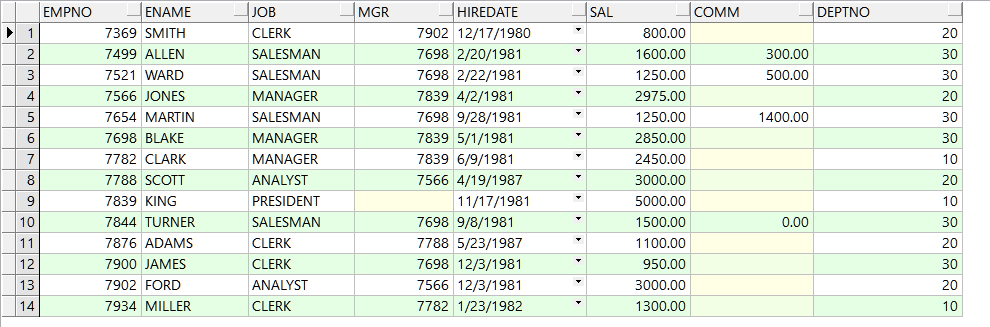 EMPNO ENAME JOB MGR HIREDATE SAL COMM DEPTNO
1 7369 SMITH CLERK 7902 12/17/1980 800.00 20
2 7499 ALLEN SALESMAN 7698 2/20/1981 1600.00 300.00 30
3 7521 WARD SALESMAN 7698 2/22/1981 1250.00 500.00 30
4 7566 JONES MANAGER 7839 4/2/1981 2975.00 20
5 7654 MARTIN SALESMAN 7698 9/28/1981 1250.00 1400.00 30
6 7698 BLAKE MANAGER 7839 5/1/1981 2850.00 30
7 7782 CLARK MANAGER 7839 6/9/1981 2450.00 10
8 7788 SCOTT ANALYST 7566 4/19/1987 3000.00 20
9 7839 KING PRESIDENT 11/17/1981 5000.00 10
10 7844 TURNER SALESMAN 7698 9/8/1981 1500.00 0.00 30
11 7876 ADAMS CLERK 7788 5/23/1987 1100.00 20
12 7900 JAMES CLERK 7698 12/3/1981 950.00 30
13 7902 FORD ANALYST 7566 12/3/1981 3000.00 20
14 7934 MILLER CLERK 7782 1/23/1982 1300.00 10